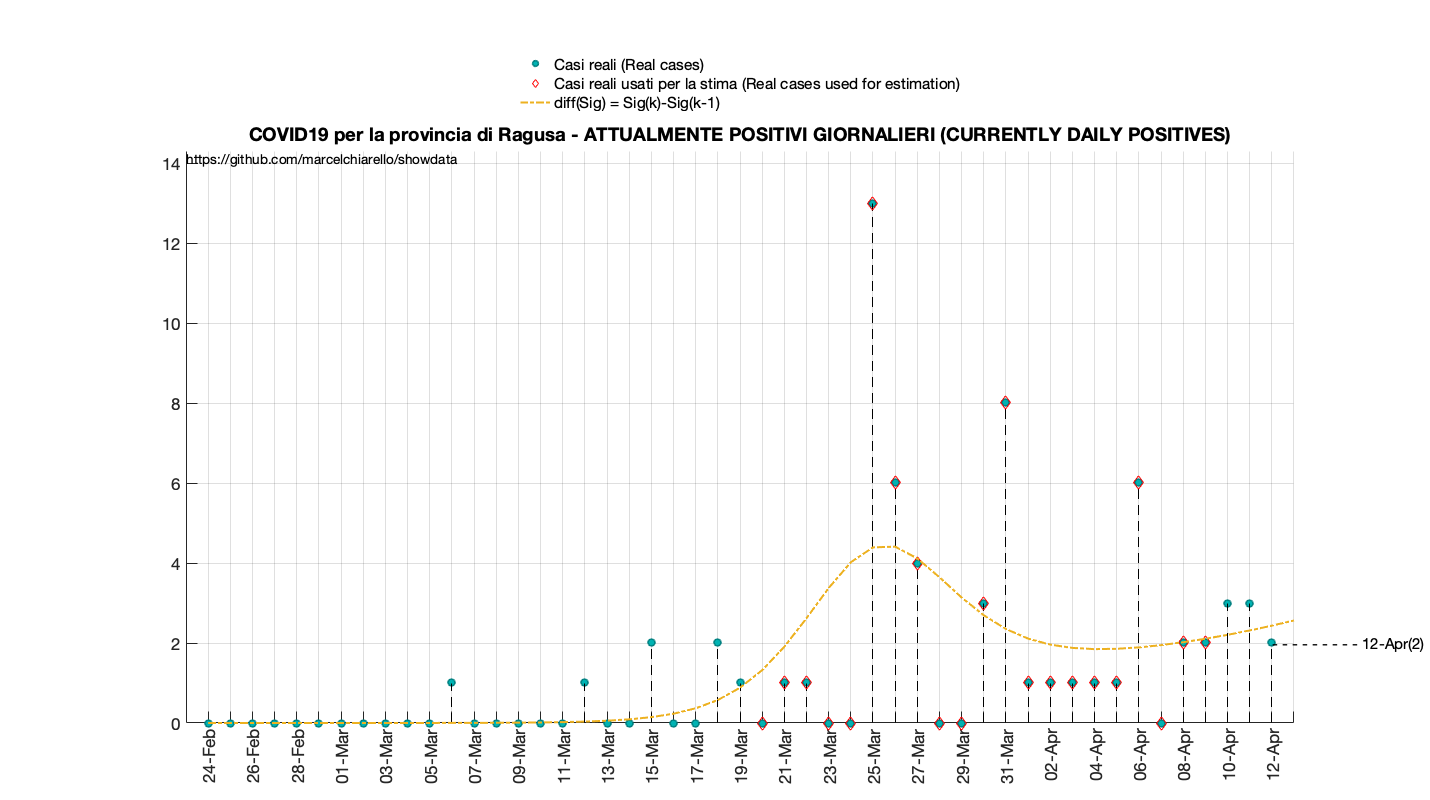 Casi reali (Real cases)
Casi reali usati per la stima (Real cases used for estimation)
diff(Sig) = Sig(k)-Sig(k-1)
COVID19 per la provincia di Ragusa - ATTUALMENTE POSITIVI GIORNALIERI (CURRENTLY DAILY POSITIVES)
https://github.com/marcelchiarello/showdata
14
12
10
8
6
4
2
0
12-Apr(2)
24-Feb
26-Feb
28-Feb
01-Mar
03-Mar
05-Mar
07-Mar
09-Mar
11-Mar
13-Mar
15-Mar
17-Mar
19-Mar
21-Mar
23-Mar
25-Mar
27-Mar
29-Mar
31-Mar
02-Apr
04-Apr
06-Apr
08-Apr
10-Apr
12-Apr